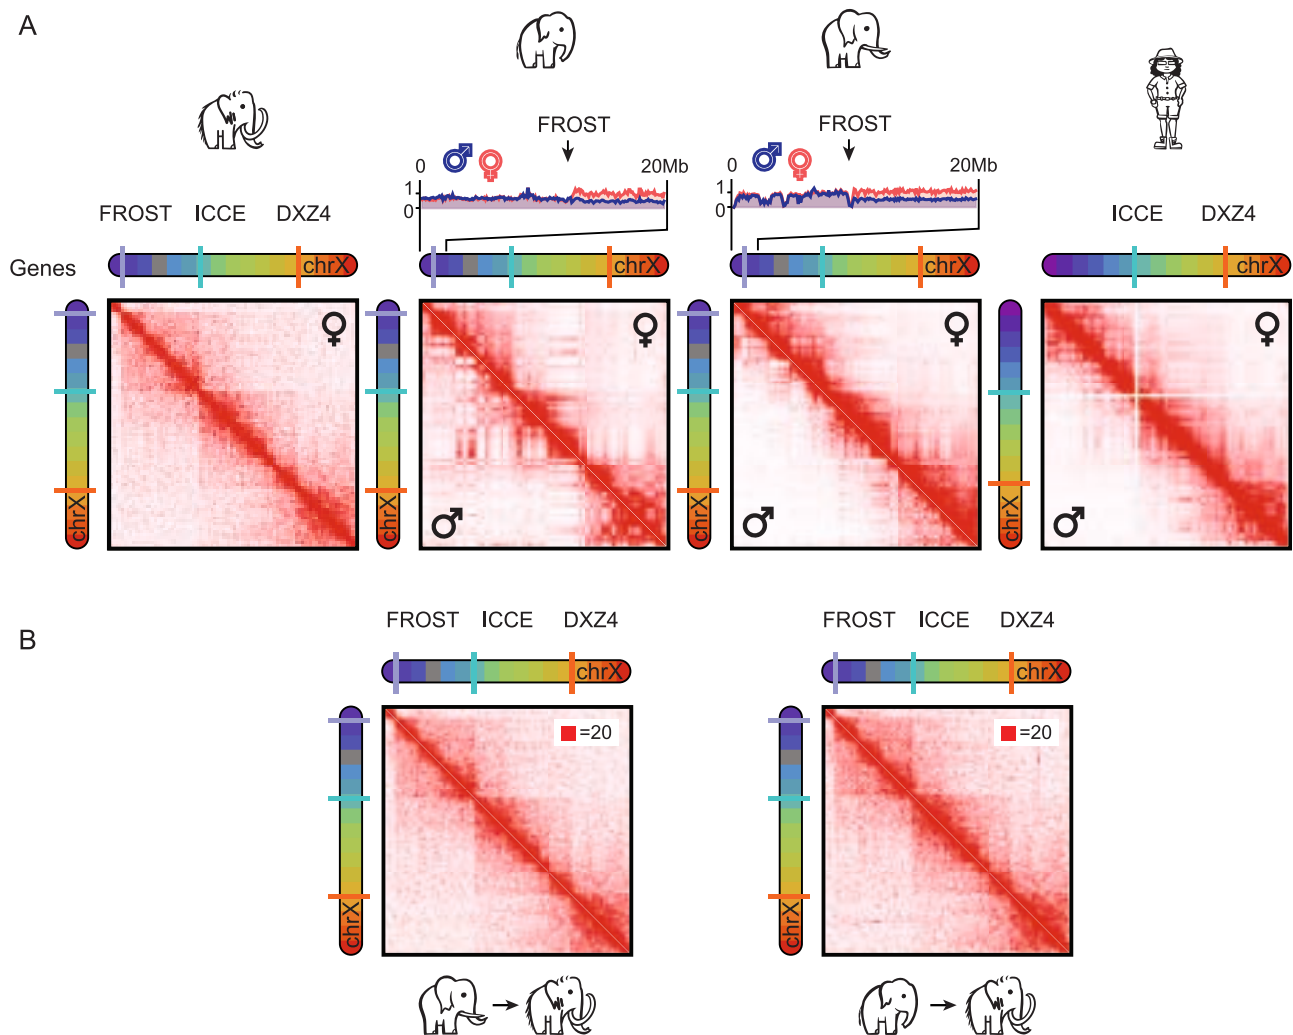 A
FROST
FROST
0
20Mb
0
20Mb
1
0
1
0
FROST ICCE DXZ4
ICCE DXZ4
Genes
chrX
chrX
chrX
chrX
♀
♀
♀
♀
♂
♂
♂
chrX
chrX
chrX
chrX
B
FROST ICCE DXZ4
FROST ICCE DXZ4
chrX
chrX
=20
=20
chrX
chrX